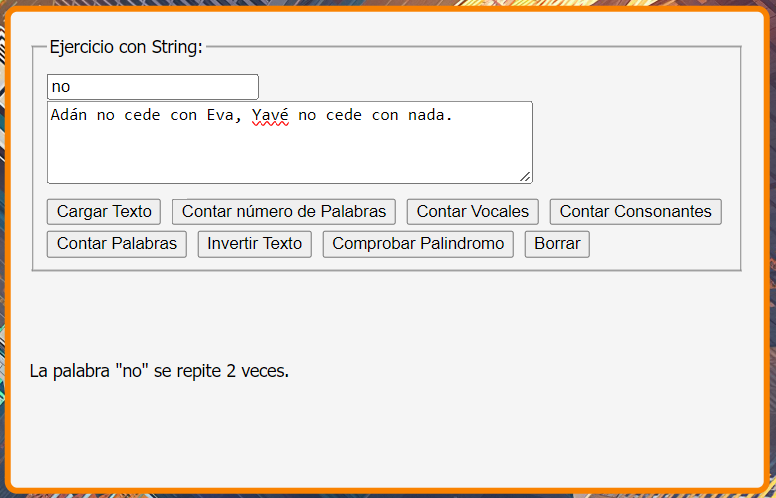 Ejercicio con String:
no
Adán no cede con Eva, Yavé no cede con nada.
Cargar Texto Contar número de Palabras Contar Vocales Contar Consonantes
Contar Palabras Invertir Texto Comprobar Palindromo Borrar
La palabra "no" se repite 2 veces.